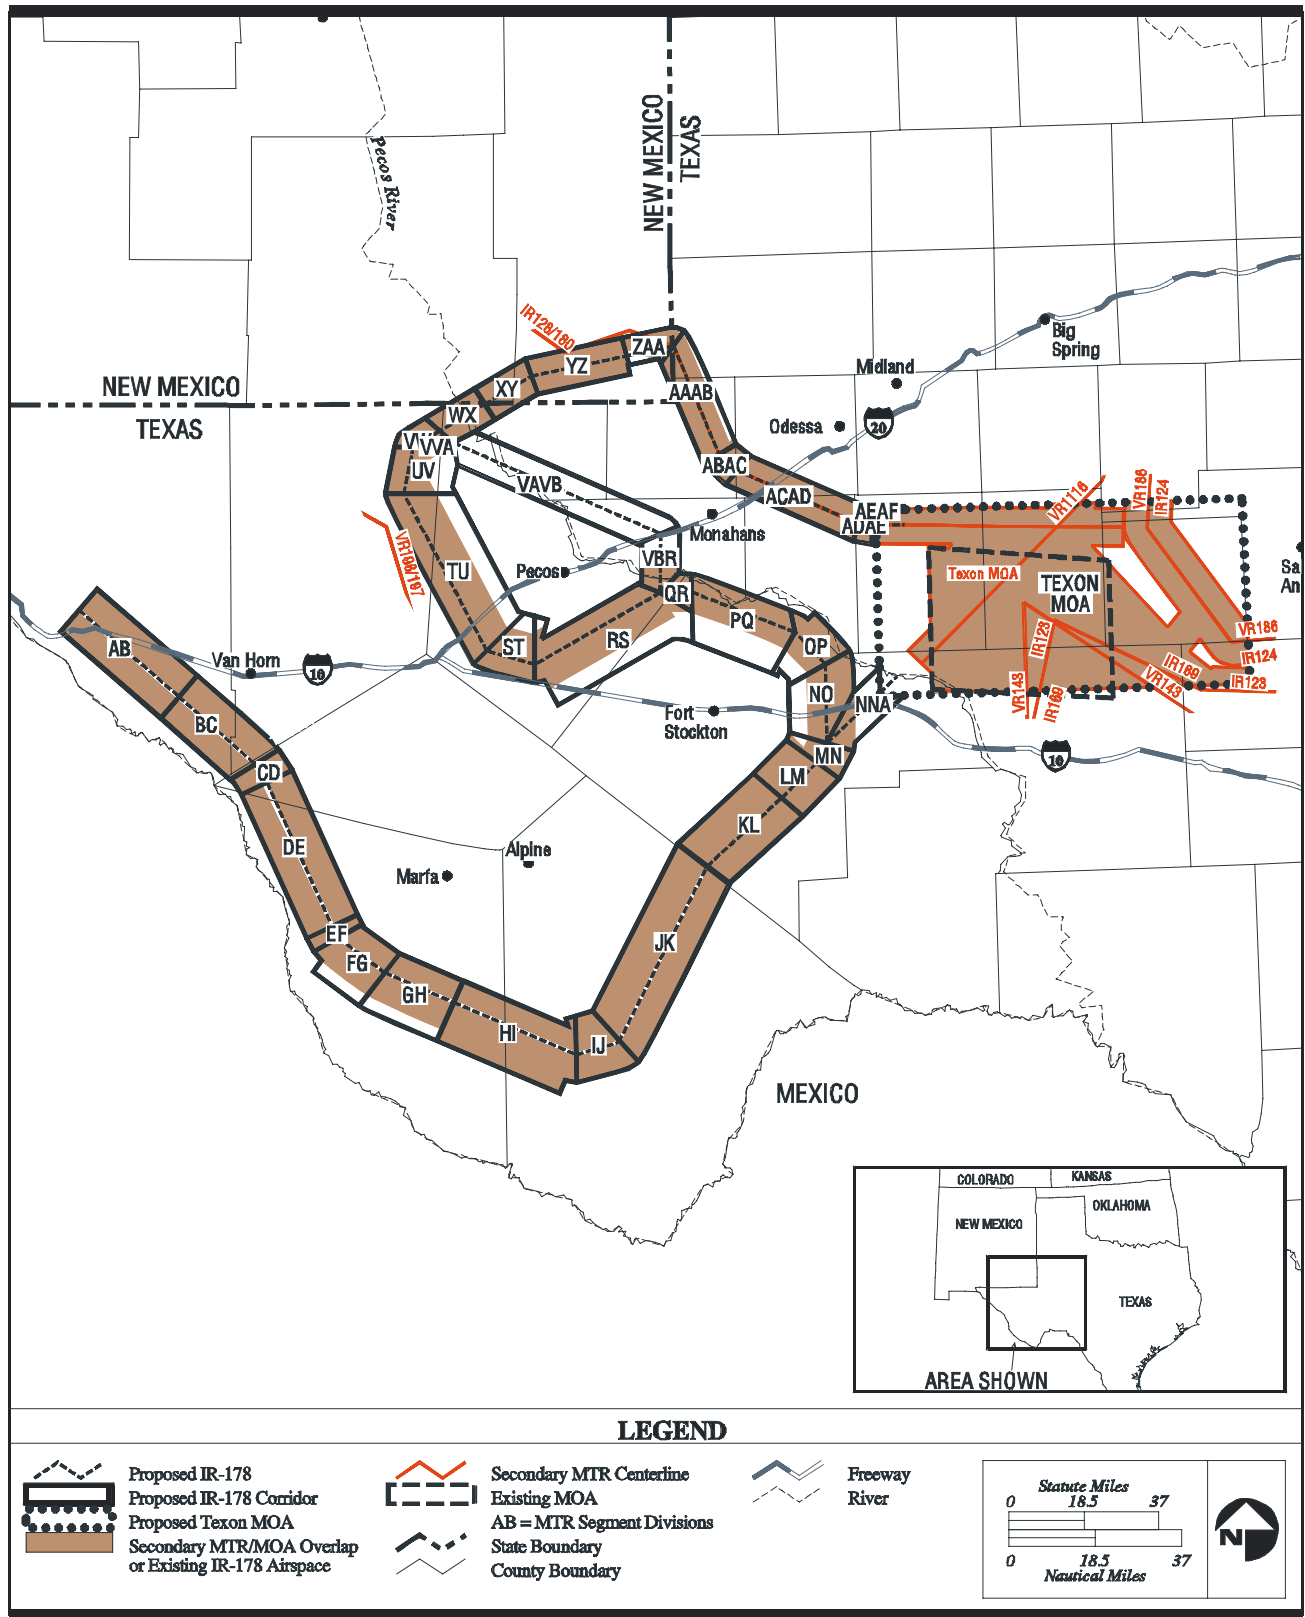 Pecos River
NEW MEXICO
TEXAS
IR128/180
ZAA
YZ
XY
AAAB
WX
NEW MEXICO
TEXAS
Big
Spring
Midland
Odessa
20
VVA
UV
VAVB
ABAC
ACAD
AEAF
ADAE
Monahans
VR1116
VR186
IR124
VR196/197
TU
Pecos
VBR
QR
PQ
RS
ST
OP
NO
NNA
MN
LM
KL
Texon MOA
TEXON
MOA
IR123
VR143
IR169
IR169
VR143
VR186
IR124
IR123
Sa
An
AB
Van Horn
10
BC
CD
DE
EF
FG
GH
HI
IJ
JK
Fort
Stockton
10
Marfa
Alpine
MEXICO
COLORADO
KANSAS
NEW MEXICO
OKLAHOMA
TEXAS
AREA SHOWN
LEGEND
Proposed IR-178
Proposed IR-178 Corridor
Proposed Texon MOA
Secondary MTR/MOA Overlap
or Existing IR-178 Airspace
Secondary MTR Centerline
Existing MOA
AB = MTR Segment Divisions
State Boundary
County Boundary
Freeway
River
Statute Miles
0 18.5 37
0 18.5 37
Nautical Miles
N